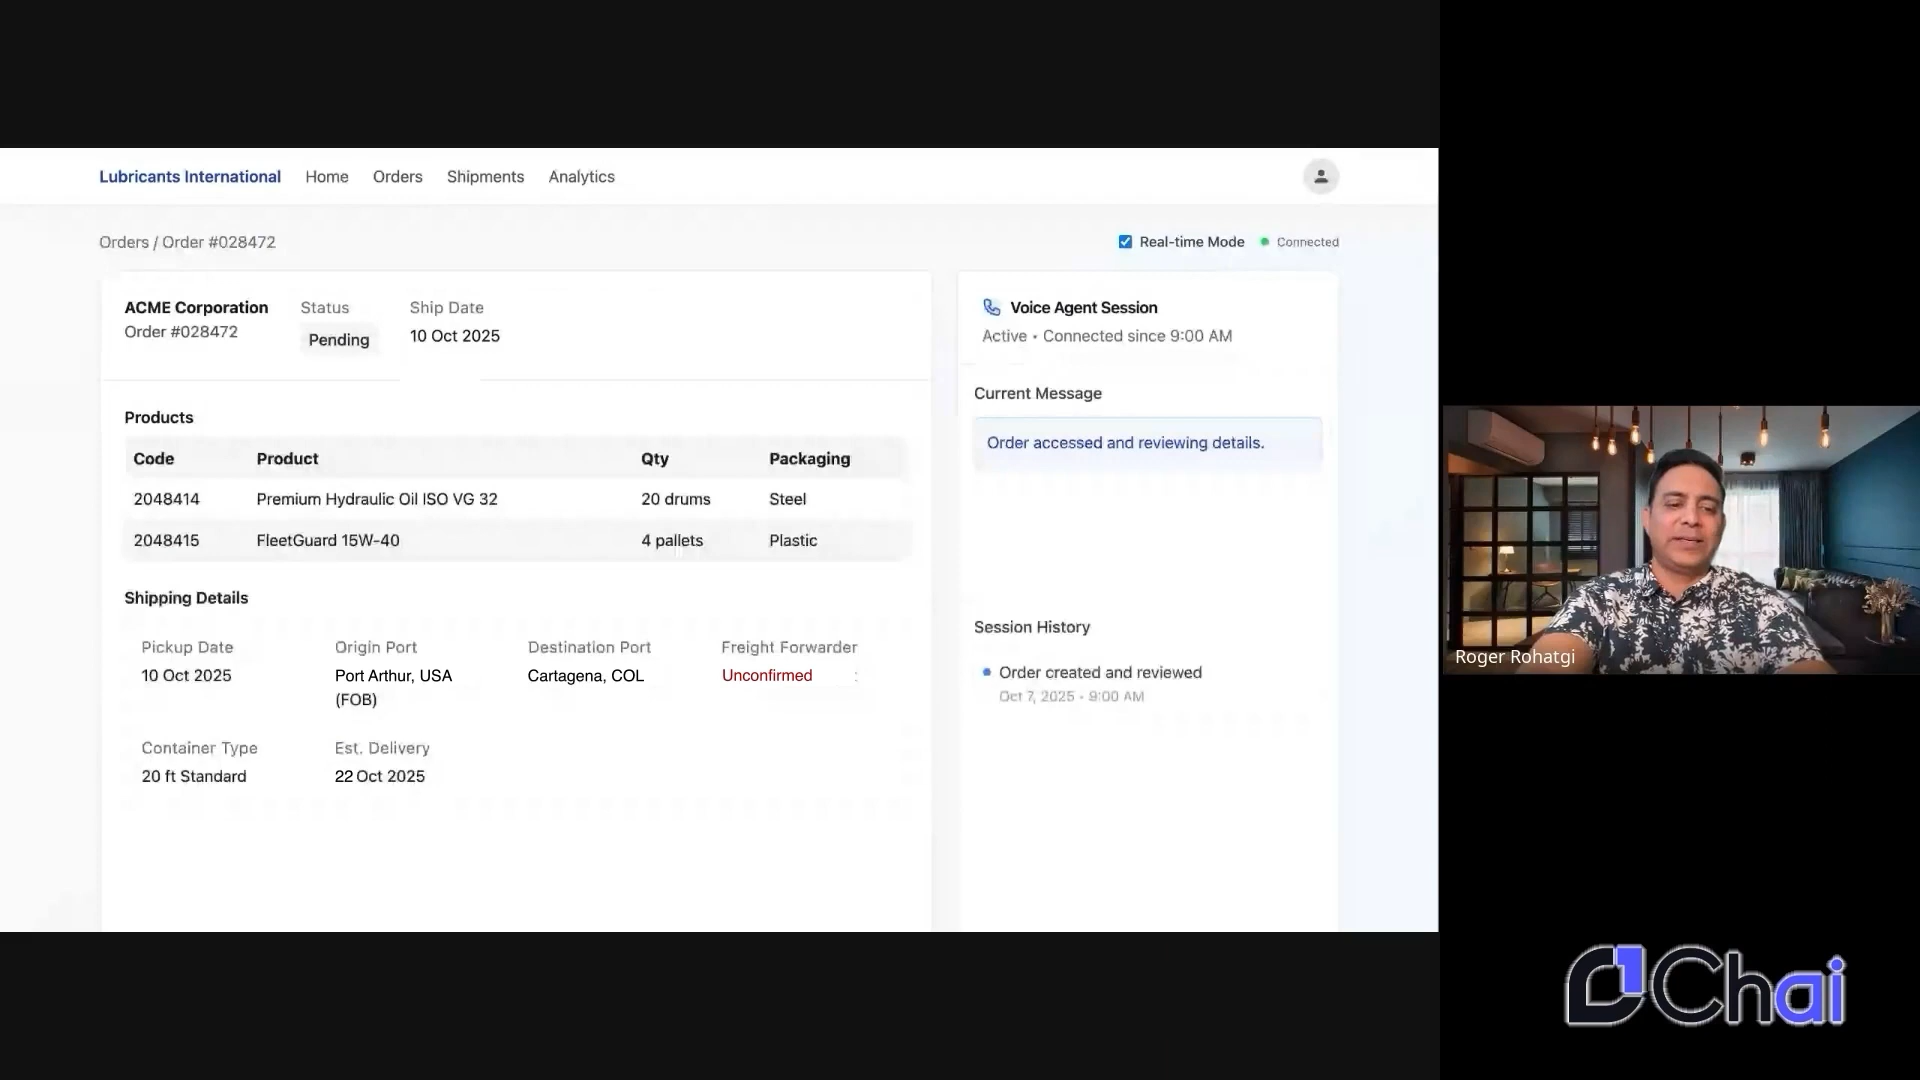 Lubricants International Home Orders Shipments Analytics
Orders / Order #028472
Real-time Mode Connected
ACME Corporation
Order #028472
Status
Pending
Ship Date
10 Oct 2025
Products
Code Product Qty Packaging
2048414 Premium Hydraulic Oil ISO VG 32 20 drums Steel
2048415 FleetGuard 15W-40 4 pallets Plastic
Shipping Details
Pickup Date
10 Oct 2025
Origin Port
Port Arthur, USA
(FOB)
Destination Port
Cartagena, COL
Freight Forwarder
Unconfirmed
Container Type
20 ft Standard
Est. Delivery
22 Oct 2025
Voice Agent Session
Active • Connected since 9:00 AM
Current Message
Order accessed and reviewing details.
Session History
Order created and reviewed
Oct 7, 2025 - 9:00 AM
Roger Rohatgi
Chai